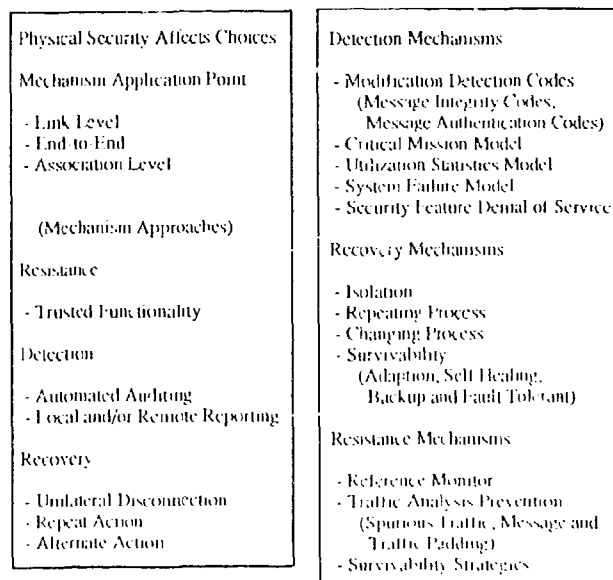 Physical Security Affects Choices
Mechanism Application Point
- Link Level
- End-to-End
- Association Level
(Mechanism Approaches)
Resistance
- Trusted Functionality
Detection
- Automated Auditing
- Local and/or Remote Reporting
Recovery
- Unilateral Disconnection
- Repeat Action
- Alternate Action
Detection Mechanisms
- Modification Detection Codes
(Message Integrity Codes,
Message Authentication Codes)
- Critical Mission Model
- Utilization Statistics Model
- System Failure Model
- Security Feature Denial of Service
Recovery Mechanisms
- Isolation
- Repeating Process
- Changing Process
- Survivability
(Adaption, Self Healing,
Backup and Fault Tolerant)
Resistance Mechanisms
- Reference Monitor
- Traffic Analysis Prevention
(Spurious Traffic, Message and
Traffic Padding)
- Survivability Strategies